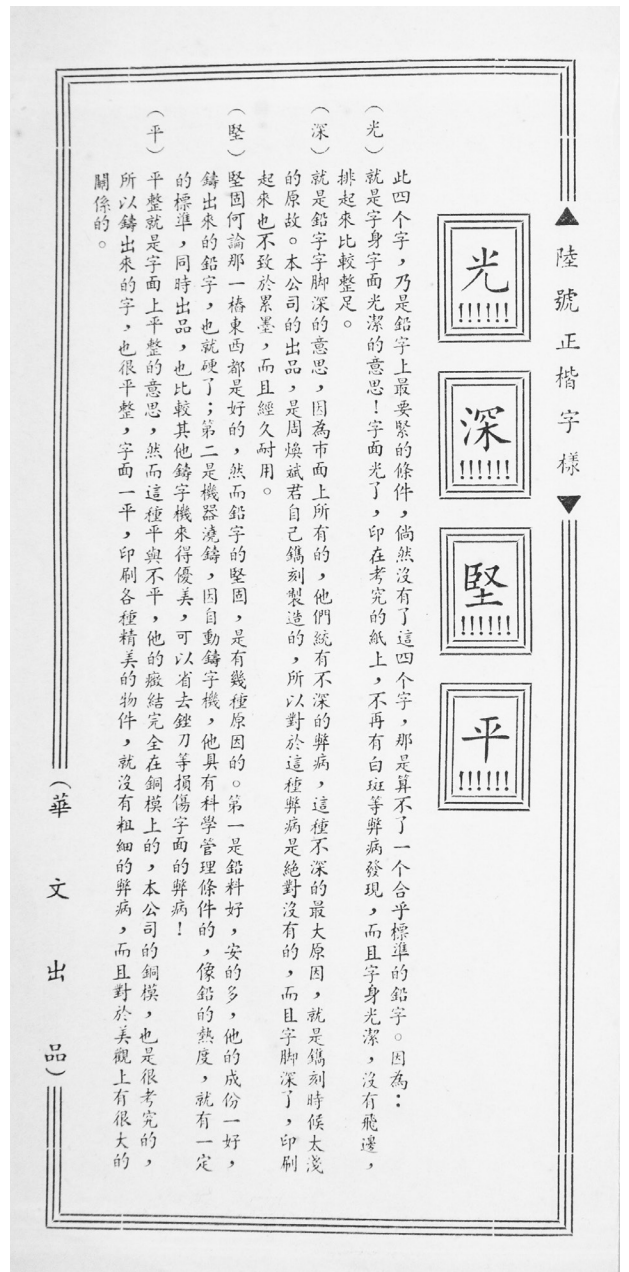 ▲陸號正楷字樣▼
光
!!!!!!
深
!!!!!!
堅
!!!!!!
平
!!!!!!
此四个字，乃是鉛字上最要緊的條件，倘然沒有了這四个字，那是算不了一个合乎標準的鉛字。因為：
（光）就是字身字面光潔的意思！字面光了，印在考究的紙上，不再有白斑等弊病發現，而且字身光潔，沒有飛邊，
排起來比較整足。
（深）就是鉛字字脚深的意思，因為市面上所有的，他們統有不深的弊病，這種不深的最大原因，就是鐫刻時候太淺
的原故。本公司的出品，是周煥斌君自己鐫刻製造的，所以對於這種弊病是絕對沒有的，而且字脚深了，印刷
起來也不致於累墨，而且經久耐用。
（堅）堅固何論那一樁東西都是好的，然而鉛字的堅固，是有幾種原因的。第一是鉛料好，安的多，他的成份一好，
鑄出來的鉛字，也就硬了；第二是機器澆鑄，因自動鑄字機，他具有科學管理條件的，像鉛的熱度，就有一定
的標準，同時出品，也比較其他鑄字機來得優美，可以省去銼刀等損傷字面的弊病！
（平）平整就是字面上平整的意思，然而這種平與不平，他的癥結完全在銅模上的，本公司的銅模，也是很考究的，
所以鑄出來的字，也很平整，字面一平，印刷各種精美的物件，就沒有粗細的弊病，而且對於美觀上有很大的
關係的。
（華文出品）